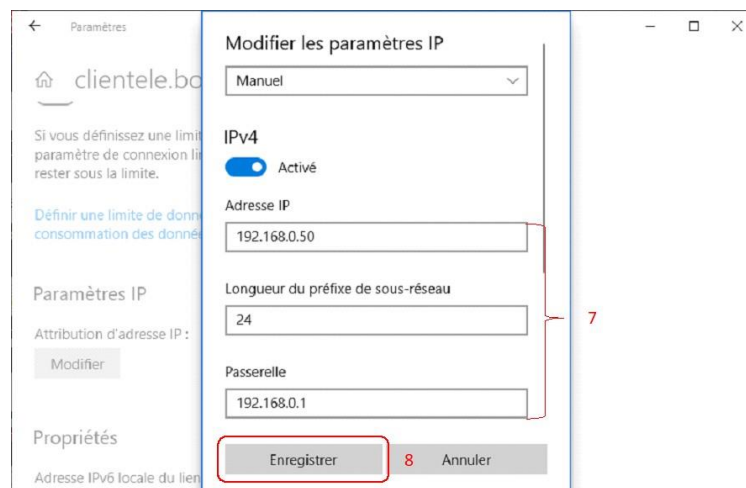 Paramètres
clientele.bo
Si vous définissez une limit
paramètre de connexion li
rester sous la limite.
Définir une limite de donn
consommation des donné
Paramètres IP
Attribution d'adresse IP :
Modifier
Propriétés
Adresse IPv6 locale du lien
Modifier les paramètres IP
Manuel
IPv4
Activé
Adresse IP
192.168.0.50
Longueur du préfixe de sous-réseau
24
7
Passerelle
192.168.0.1
Enregistrer
8
Annuler